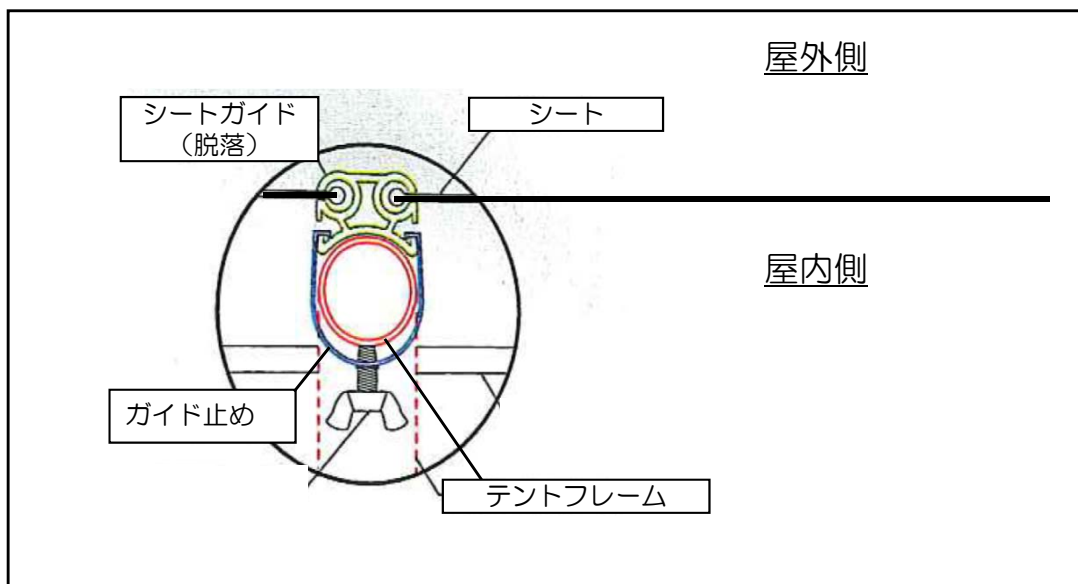 屋外側
シートガイド
（脱落）
シート
屋内側
ガイド止め
テントフレーム